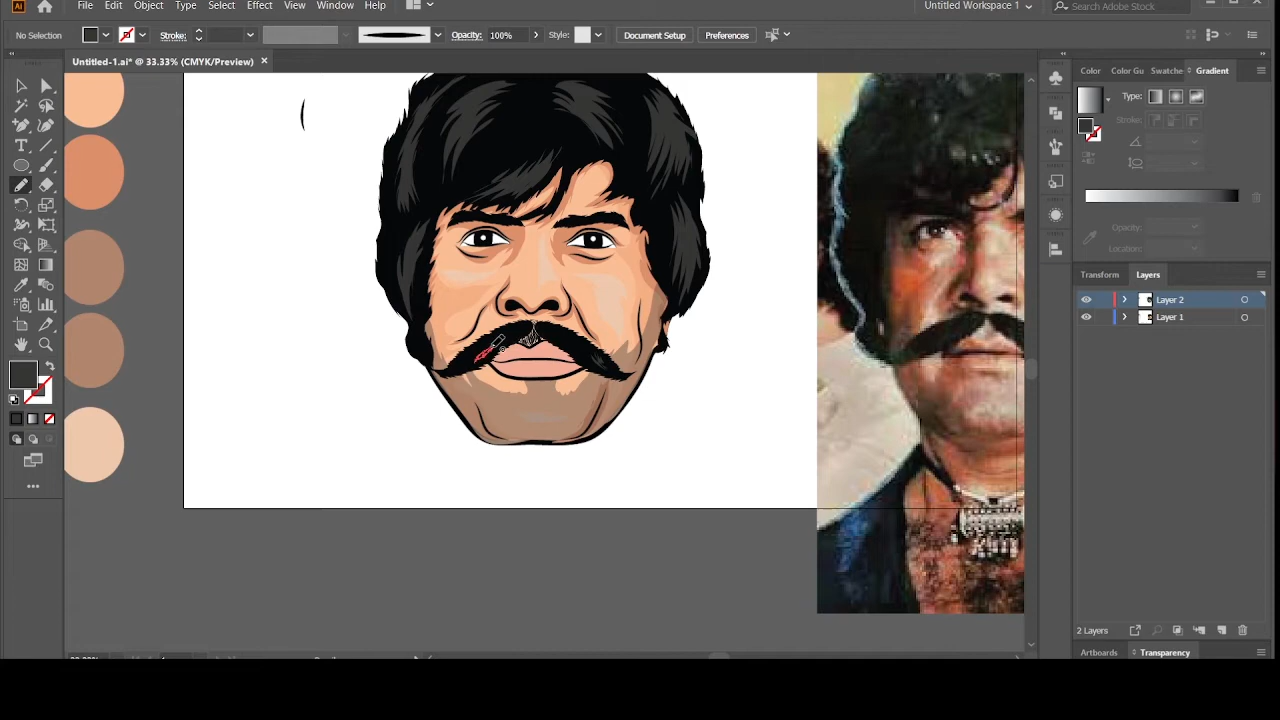 Ai File Edit Object Type Select Effect View Window Help Untitled Workspace 1 Search Adobe Stock
No Selection Stroke: Opacity: 100% Style: Document Setup Preferences
Untitled-1.ai* @ 33.33% (CMYK/Preview)
Color Color Gu Swatche Gradient
Type:
Stroke:
Opacity:
Location:
Transform Layers
Layer 2
Layer 1
2 Layers
Artboards Transparency